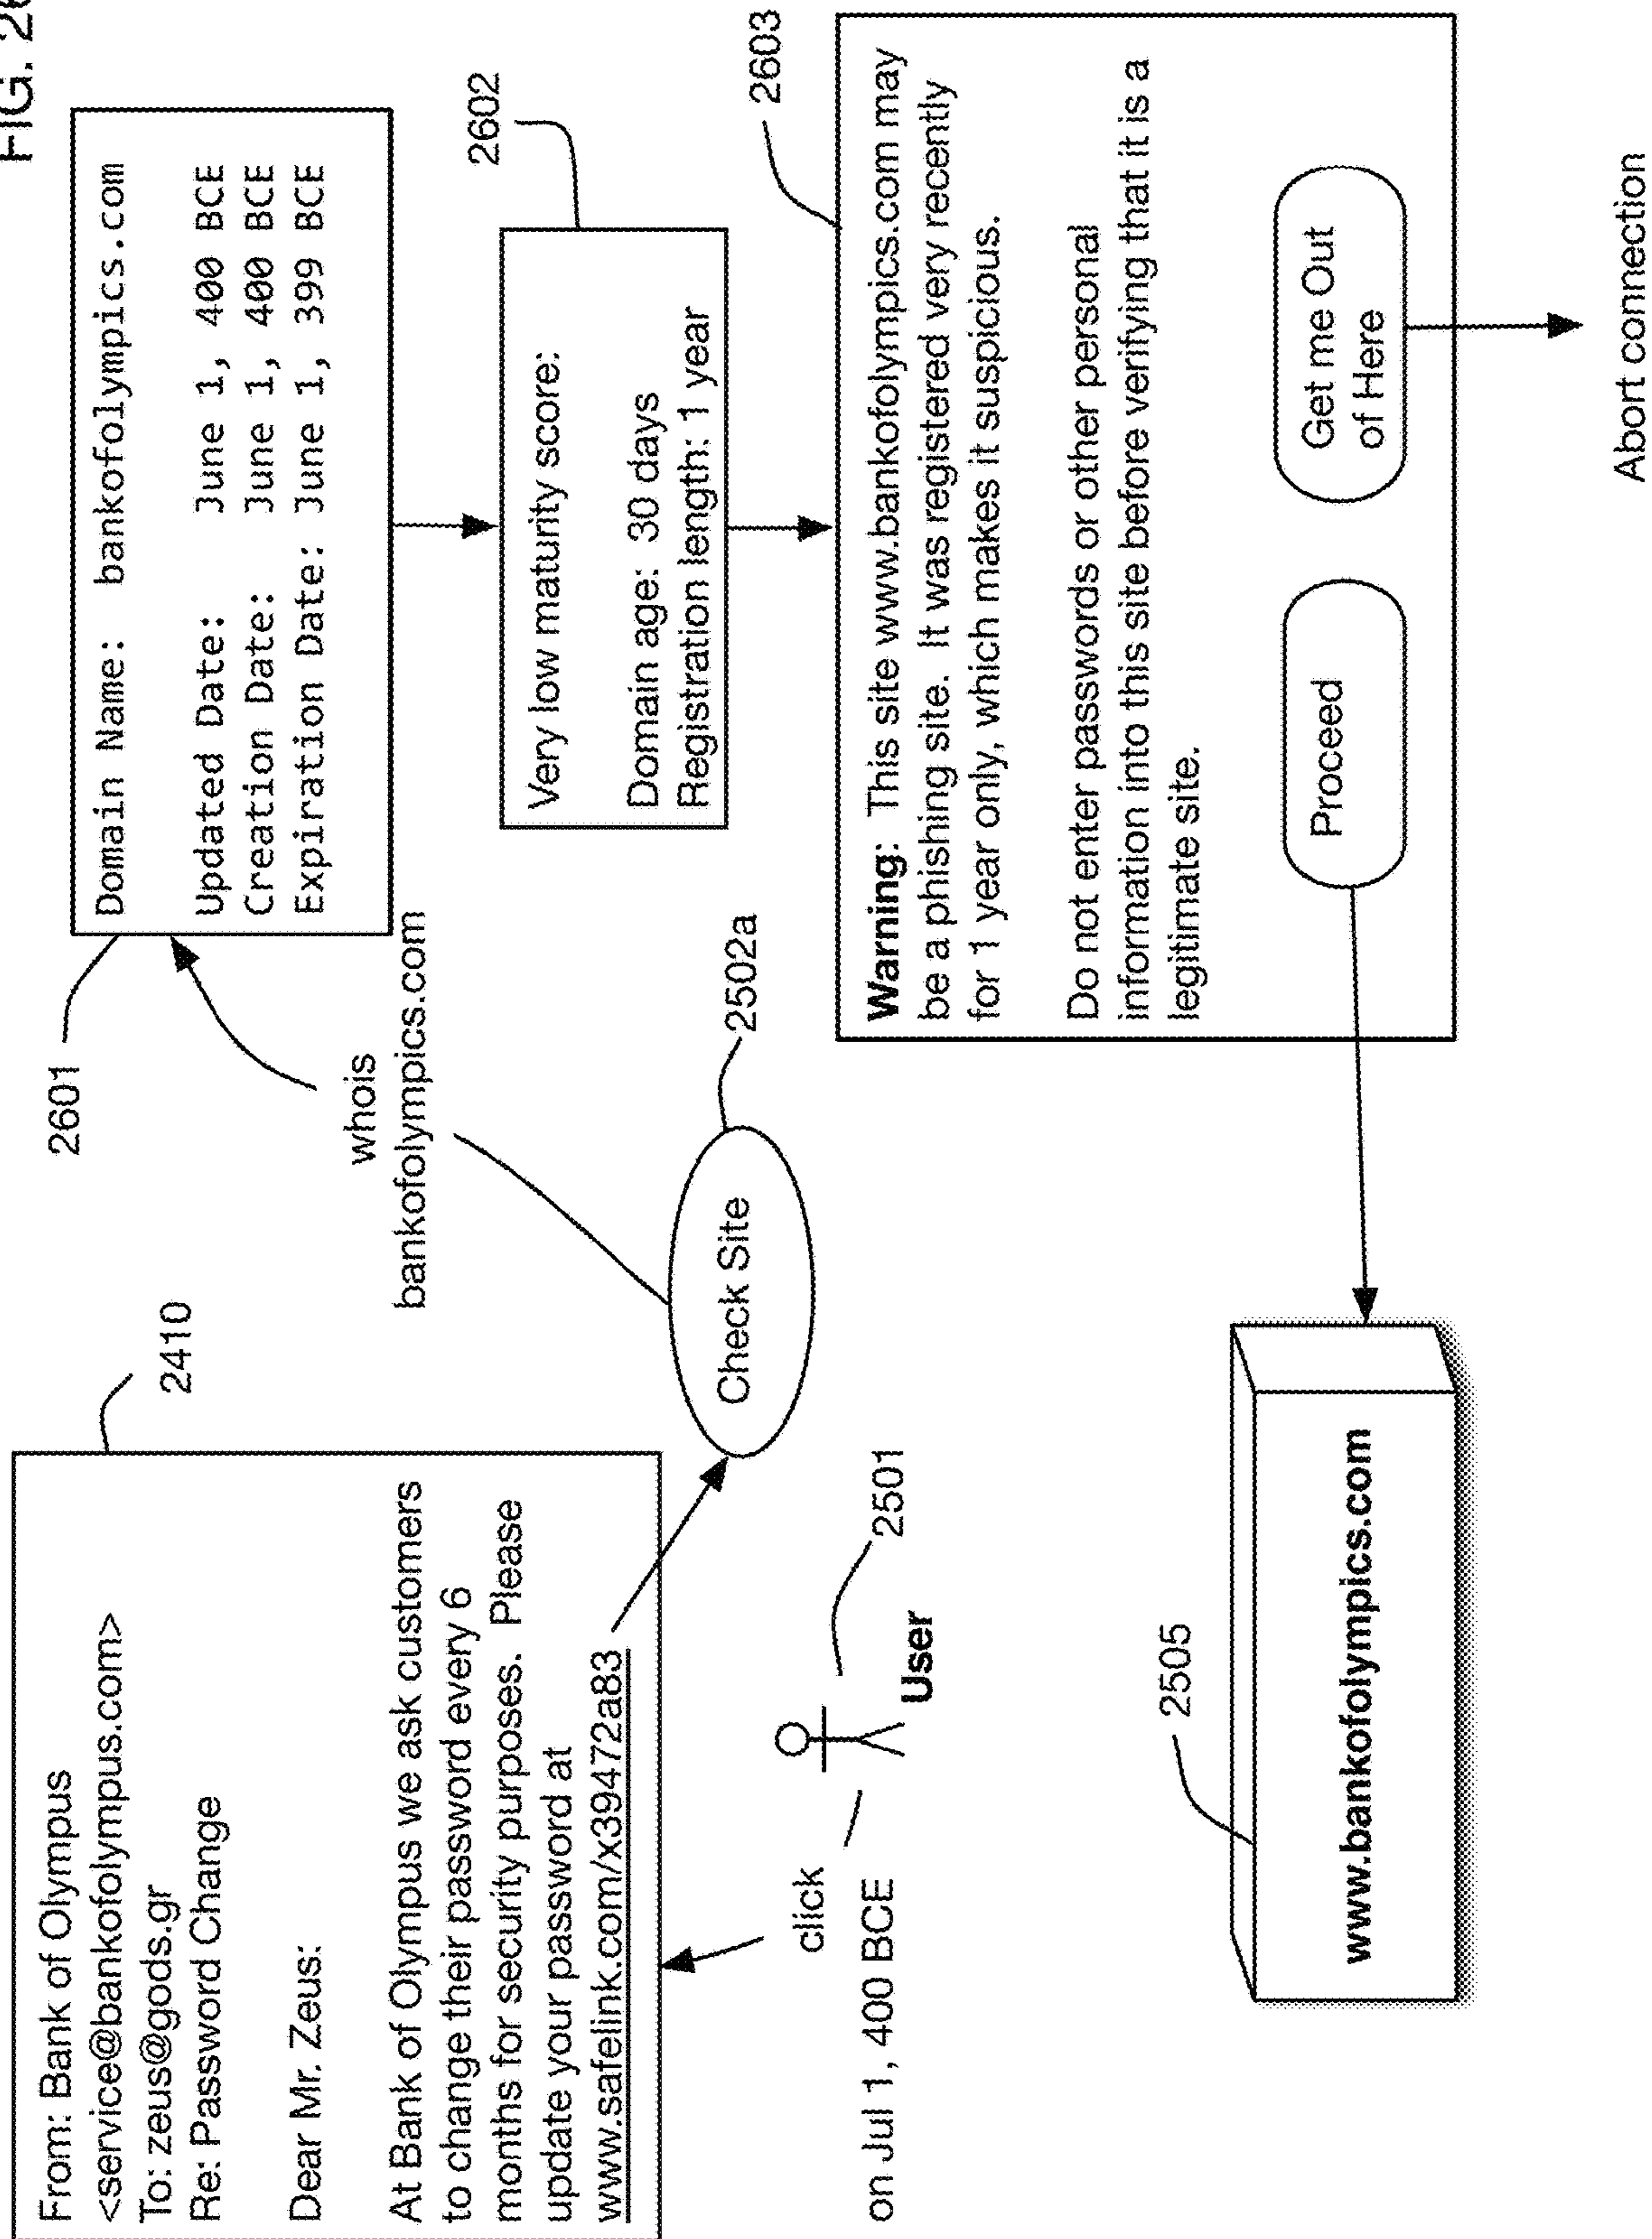 FIG. 26
From: Bank of Olympus
<service@bankofolympus.com>
To: zeus@gods.gr
Re: Password Change
Dear Mr. Zeus:
At Bank of Olympus we ask customers
to change their password every 6
months for security purposes.  Please
update your password at
www.safelink.com/x39472a83
2410
click
on Jul 1, 400 BCE
User
2501
Check Site
2502a
whois
bankofolympics.com
2601
Domain Name:  bankofolympics.com
Updated Date:    June 1, 400 BCE
Creation Date:   June 1, 400 BCE
Expiration Date: June 1, 399 BCE
2602
Very low maturity score:
Domain age:  30 days
Registration length: 1 year
2603
Warning:  This site www.bankofolympics.com may
be a phishing site.  It was registered very recently
for 1 year only, which makes it suspicious.
Do not enter passwords or other personal
information into this site before verifying that it is a
legitimate site.
Proceed
Get me Out
of Here
Abort connection
2505
www.bankofolympics.com